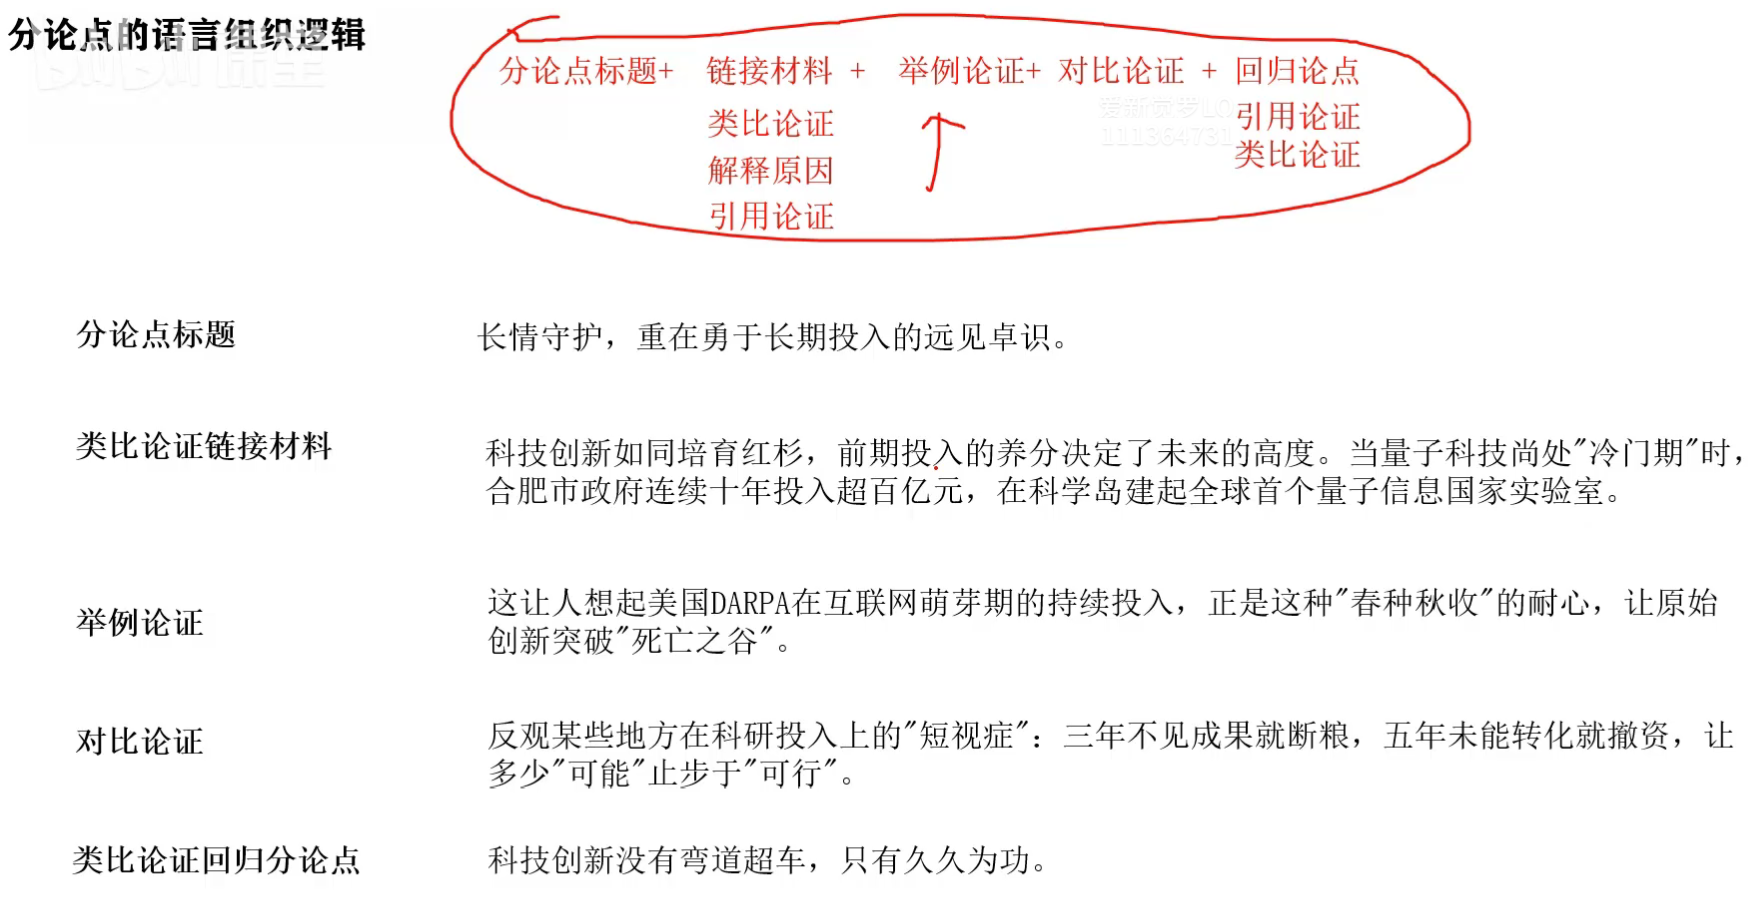 分论点的语言组织逻辑
分论点标题+ 链接材料 + 举例论证+ 对比论证 + 回归论点
类比论证
解释原因
引用论证
引用论证
类比论证
分论点标题
长情守护，重在勇于长期投入的远见卓识。
类比论证链接材料
科技创新如同培育红杉，前期投入的养分决定了未来的高度。当量子科技尚处"冷门期"时，
合肥市政府连续十年投入超百亿元，在科学岛建起全球首个量子信息国家实验室。
举例论证
这让人想起美国DARPA在互联网萌芽期的持续投入，正是这种"春种秋收"的耐心，让原始
创新突破"死亡之谷"。
对比论证
反观某些地方在科研投入上的"短视症"：三年不见成果就断粮，五年未能转化就撤资，让
多少"可能"止步于"可行"。
类比论证回归分论点
科技创新没有弯道超车，只有久久为功。